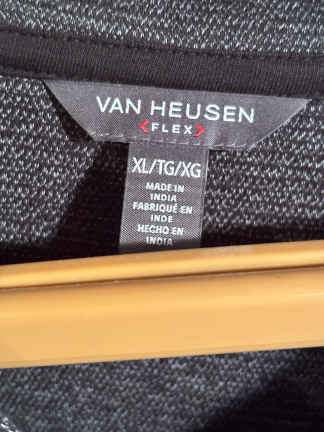 VAN HEUSEN
<FLEX>
XL/TG/XG
MADE IN
INDIA
FABRIQUÉ EN
INDE
HECHO EN
INDIA